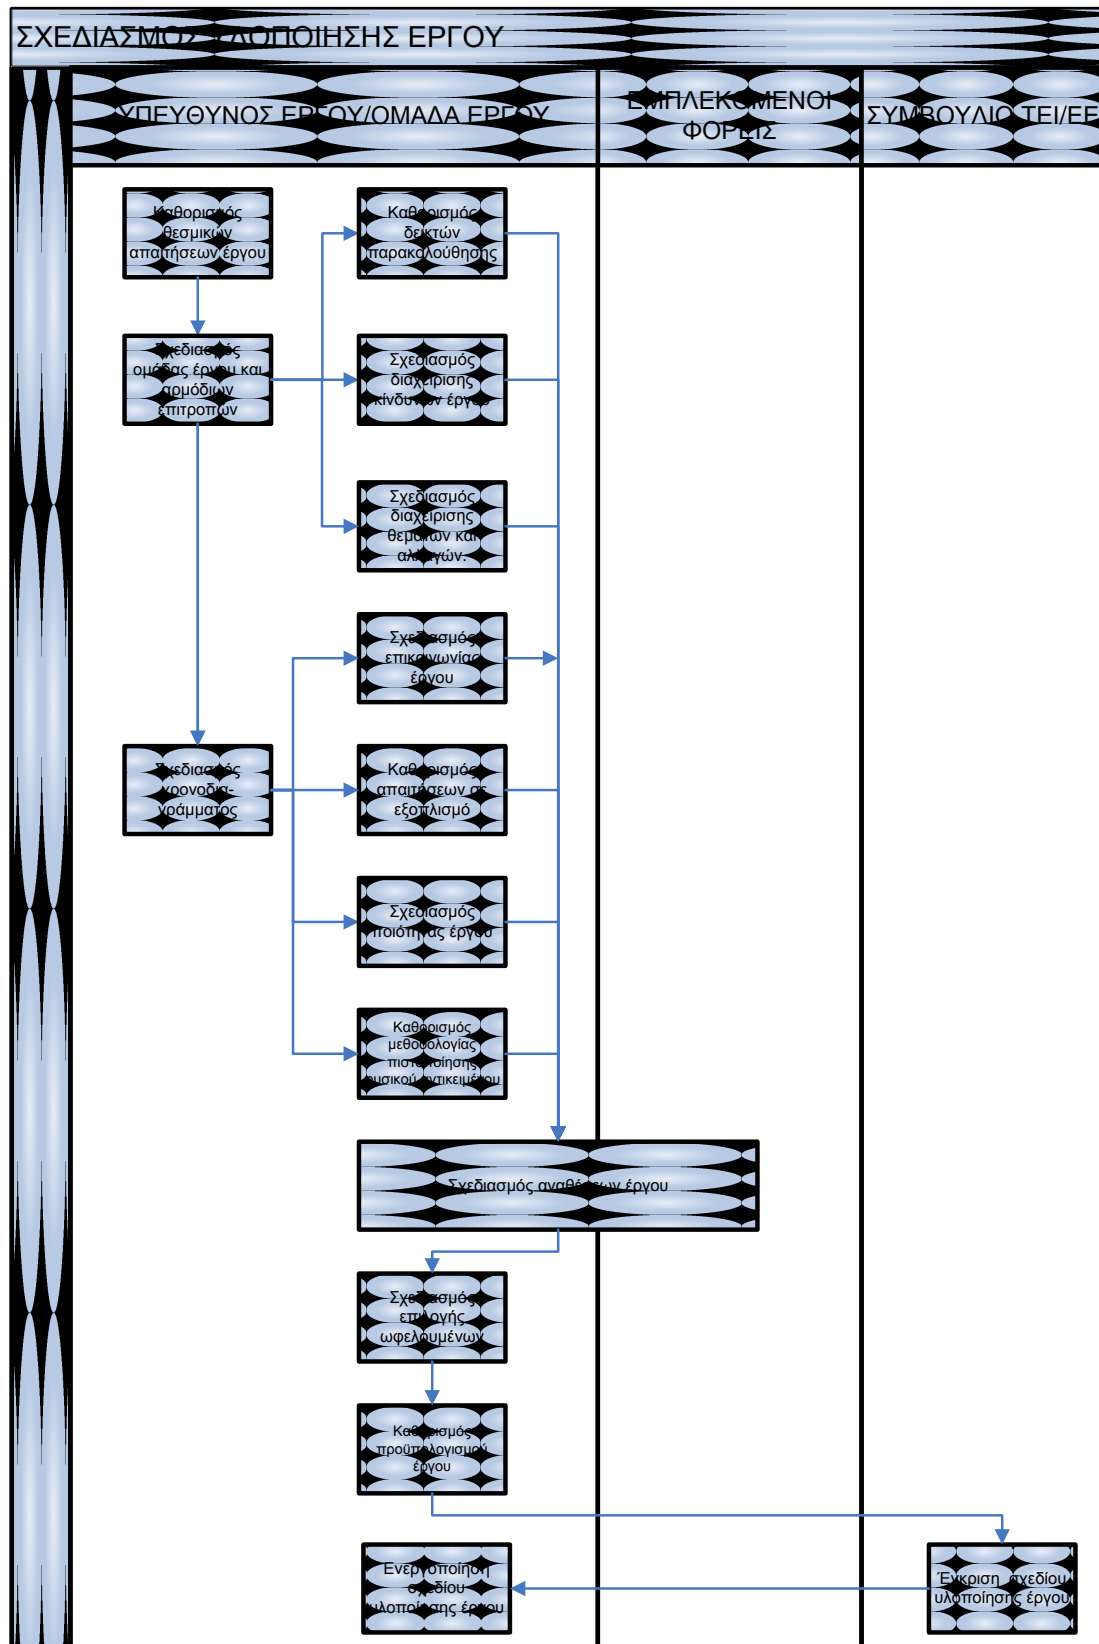 ΣΧΕΔΙΑΣΜΟΣ ΥΛΟΠΟΙΗΣΗΣ ΕΡΓΟΥ
ΥΠΕΥΘΥΝΟΣ ΕΡΓΟΥ/ΟΜΑΔΑ ΕΡΓΟΥ
ΕΜΠΛΕΚΟΜΕΝΟΙ
ΦΟΡΕΙΣ
ΣΥΜΒΟΥΛΙΟ ΤΕΙ/ΕΕ
Καθορισμός
θεσμικών
απαιτήσεων έργου
Καθορισμός
δεικτών
παρακαλούθησης
Σχεδιασμός
ομάδας έργου και
αρμόδιων
επιτροπών
Σχεδιασμός
διαχείρισης
κίνδυνων έργου
Σχεδιασμός
διαχείρισης
θεμάτων και
αλλαγών.
Σχεδιασμός
επικοινωνίας
έργου
Σχεδιασμός
χρονοδια-
γράμματος
Καθορισμός
απαιτήσεων σε
εξοπλισμό
Σχεδιασμός
ποιότητας έργου
Καθορισμός
μεθοδολογίας
πιστοποίησης
φυσικού αντικειμένου
Σχεδιασμός αναθέσεων έργου
Σχεδιασμός
επιλογής
ωφελουμένων
Καθορισμός
προϋπολογισμού
έργου
Ενεργοποίηση
σχεδίου
υλοποίησης έργου
Έγκριση σχεδίου
υλοποίησης έργου